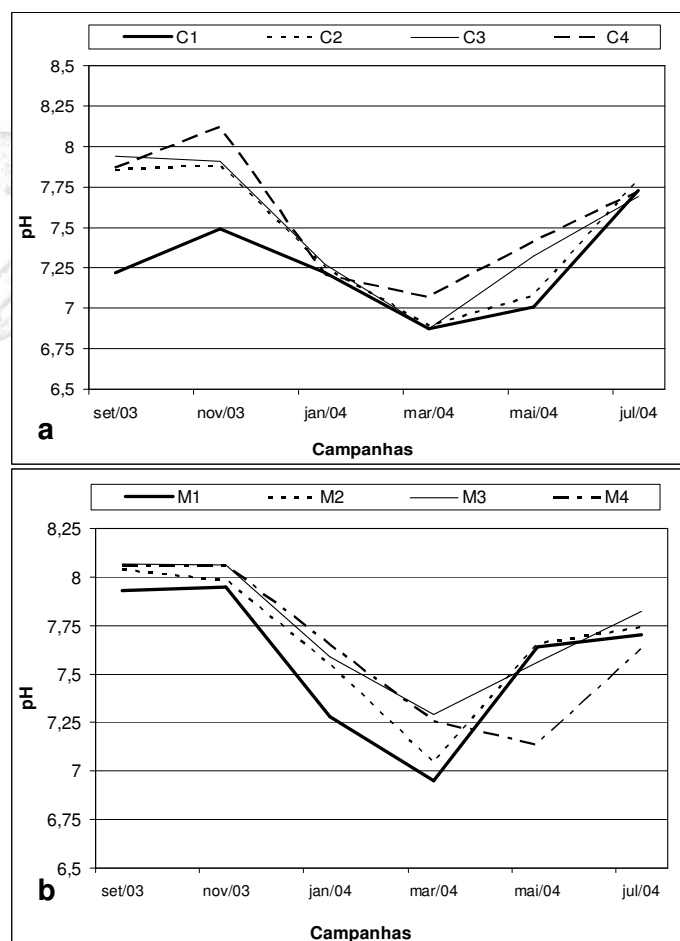 C1 C2 C3 C4
8,5
8,25
8
7,75
7,5
7,25
7
6,75
6,5
pH
set/03 nov/03 jan/04 mar/04 mai/04 jul/04
a
Campanhas
M1 M2 M3 M4
8,25
8
7,75
7,5
7,25
7
6,75
6,5
pH
set/03 nov/03 jan/04 mar/04 mai/04 jul/04
b
Campanhas